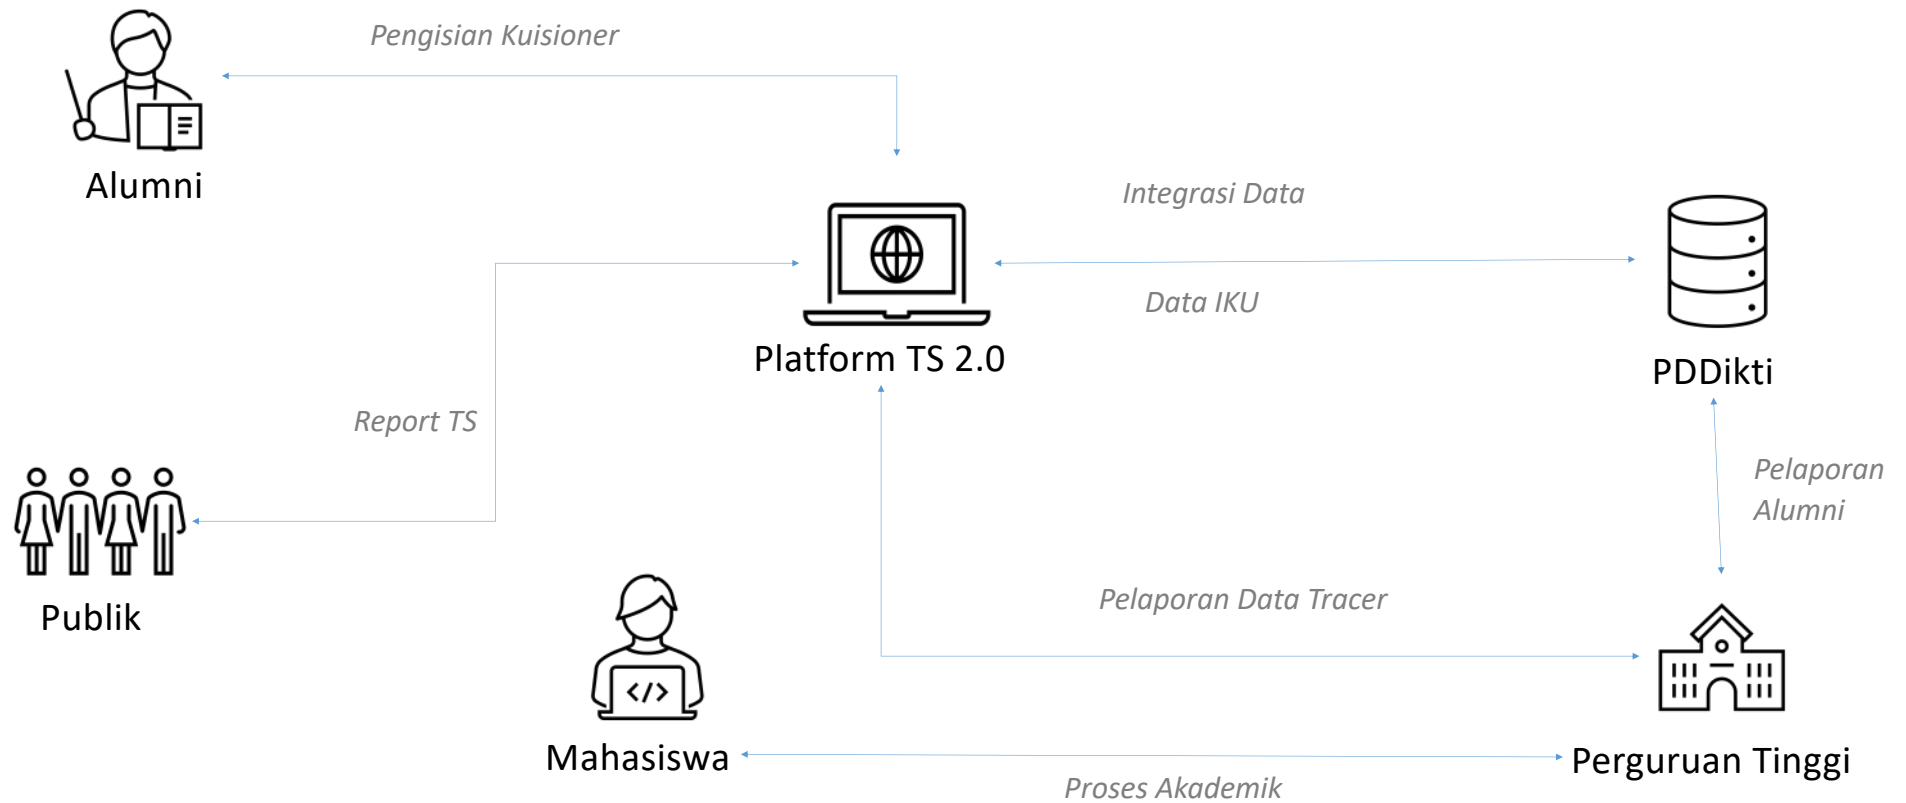 Pengisian Kuisioner
Alumni
Integrasi Data
Data IKU
Platform TS 2.0
PDDikti
Report TS
Pelaporan
Alumni
Publik
Pelaporan Data Tracer
</>
Mahasiswa
Perguruan Tinggi
Proses Akademik